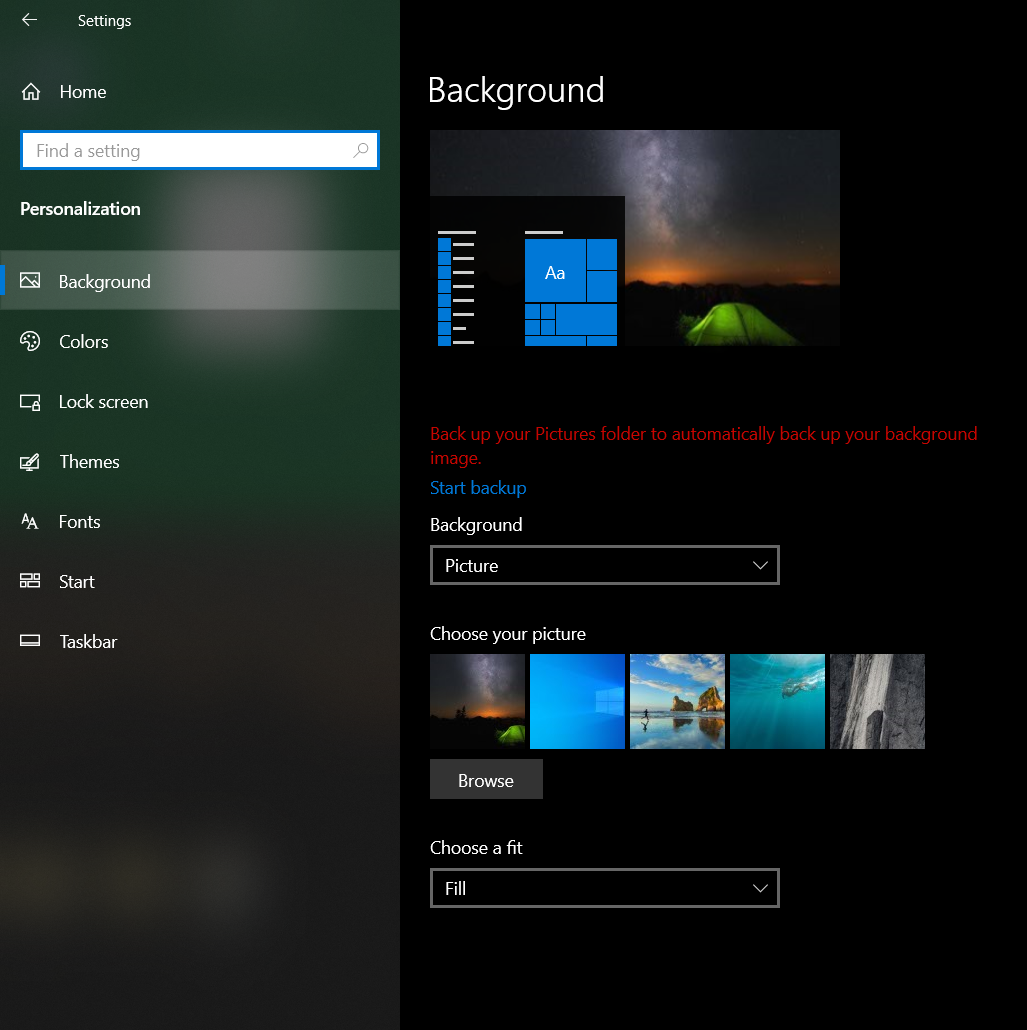 Settings
Home
Find a setting
Personalization
Background
Colors
Lock screen
Themes
Fonts
Start
Taskbar
Background
Aa
Back up your Pictures folder to automatically back up your background
image.
Start backup
Background
Picture
Choose your picture
Browse
Choose a fit
Fill